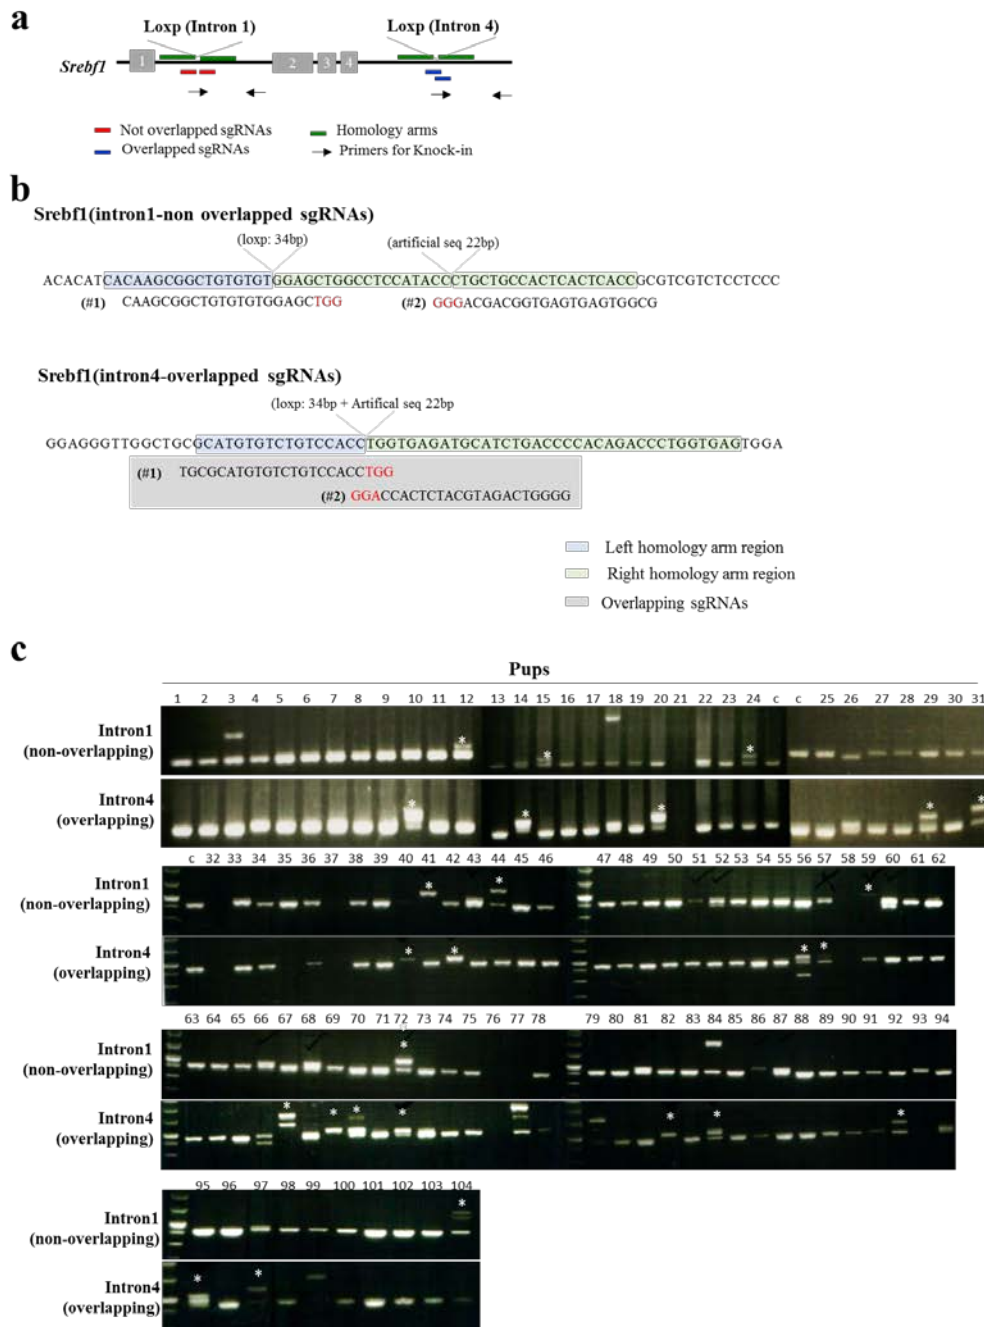 a
Loxp (Intron 1)
Loxp (Intron 4)
Srebf1
1
2
3
4
Not overlapped sgRNAs
Homology arms
Overlapped sgRNAs
Primers for Knock-in
b
Srebf1(intron1-non overlapped sgRNAs)
(loxp: 34bp)
(artificial seq 22bp)
ACACATCACAAGCGGCTGTGTGTGGAGCTGGCCTCCATACCCTGCTGCCACTCACTCACCGCGTCGTCTCCTCCC
(#1) CAAGCGGCTGTGTGTGGAGCTGG
(#2) GGGACGACGGTGAGTGAGTGGCG
Srebf1(intron4-overlapped sgRNAs)
(loxp: 34bp + Artifical seq 22bp
GGAGGGTTGGCTGCGCATGTGTCTGTCCACCTGGTGAGATGCATCTGACCCCACAGACCCTGGTGAGTGGA
(#1) TGCGCATGTGTCTGTCCACCTGG
(#2) GGACCACTCTACGTAGACTGGGG
Left homology arm region
Right homology arm region
Overlapping sgRNAs
c
Pups
1 2 3 4 5 6 7 8 9 10 11 12 13 14 15 16 17 18 19 20 21 22 23 24 c c 25 26 27 28 29 30 31
Intron1
(non-overlapping)
* * *
Intron4
(overlapping)
* * * * *
c 32 33 34 35 36 37 38 39 40 41 42 43 44 45 46 47 48 49 50 51 52 53 54 55 56 57 58 59 60 61 62
Intron1
(non-overlapping)
* * *
Intron4
(overlapping)
* * * *
63 64 65 66 67 68 69 70 71 72 73 74 75 76 77 78 79 80 81 82 83 84 85 86 87 88 89 90 91 92 93 94
Intron1
(non-overlapping)
*
Intron4
(overlapping)
* * * * * * *
95 96 97 98 99 100 101 102 103 104
Intron1
(non-overlapping)
*
Intron4
(overlapping)
* *